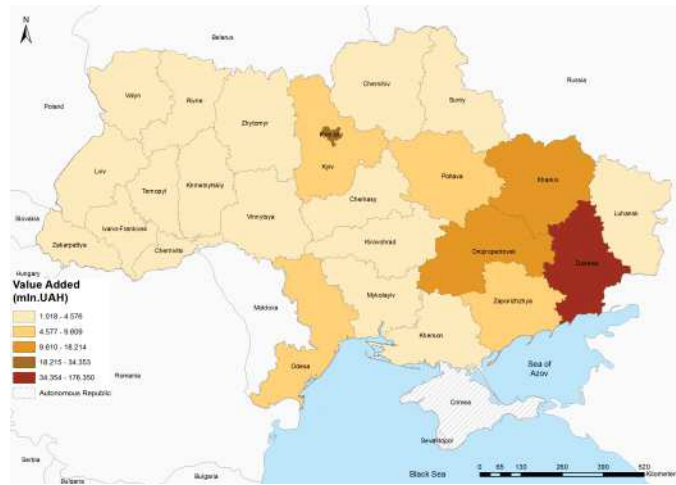 N
Belarus
Russia
Poland
Chernihiv
Volyn
Rivne
Sumy
Zhytomyr
Kyiv
Kharkiv
Poltava
Lviv
Khmelnytskiy
Ternopyl
Cherkasy
Luhansk
Slovakia
Vinnytsya
Ivano-Frankivsk
Kirovohrad
Dnipropetrovsk
Donetsk
Zakarpattya
Chernivtsi
Hungary
Value Added
(mln.UAH)
1.018 - 4.576
4.577 - 9.609
9.610 - 18.214
18.215 - 34.353
34.354 - 176.350
Autonomous Republic
Moldova
Mykolayiv
Zaporizhzhya
Kherson
Odesa
Sea of
Azov
Romania
Crimea
Sevastopol
Serbia
Bulgaria
Bulgaria
Black Sea
0 65 130 260 390 520
Kilometer